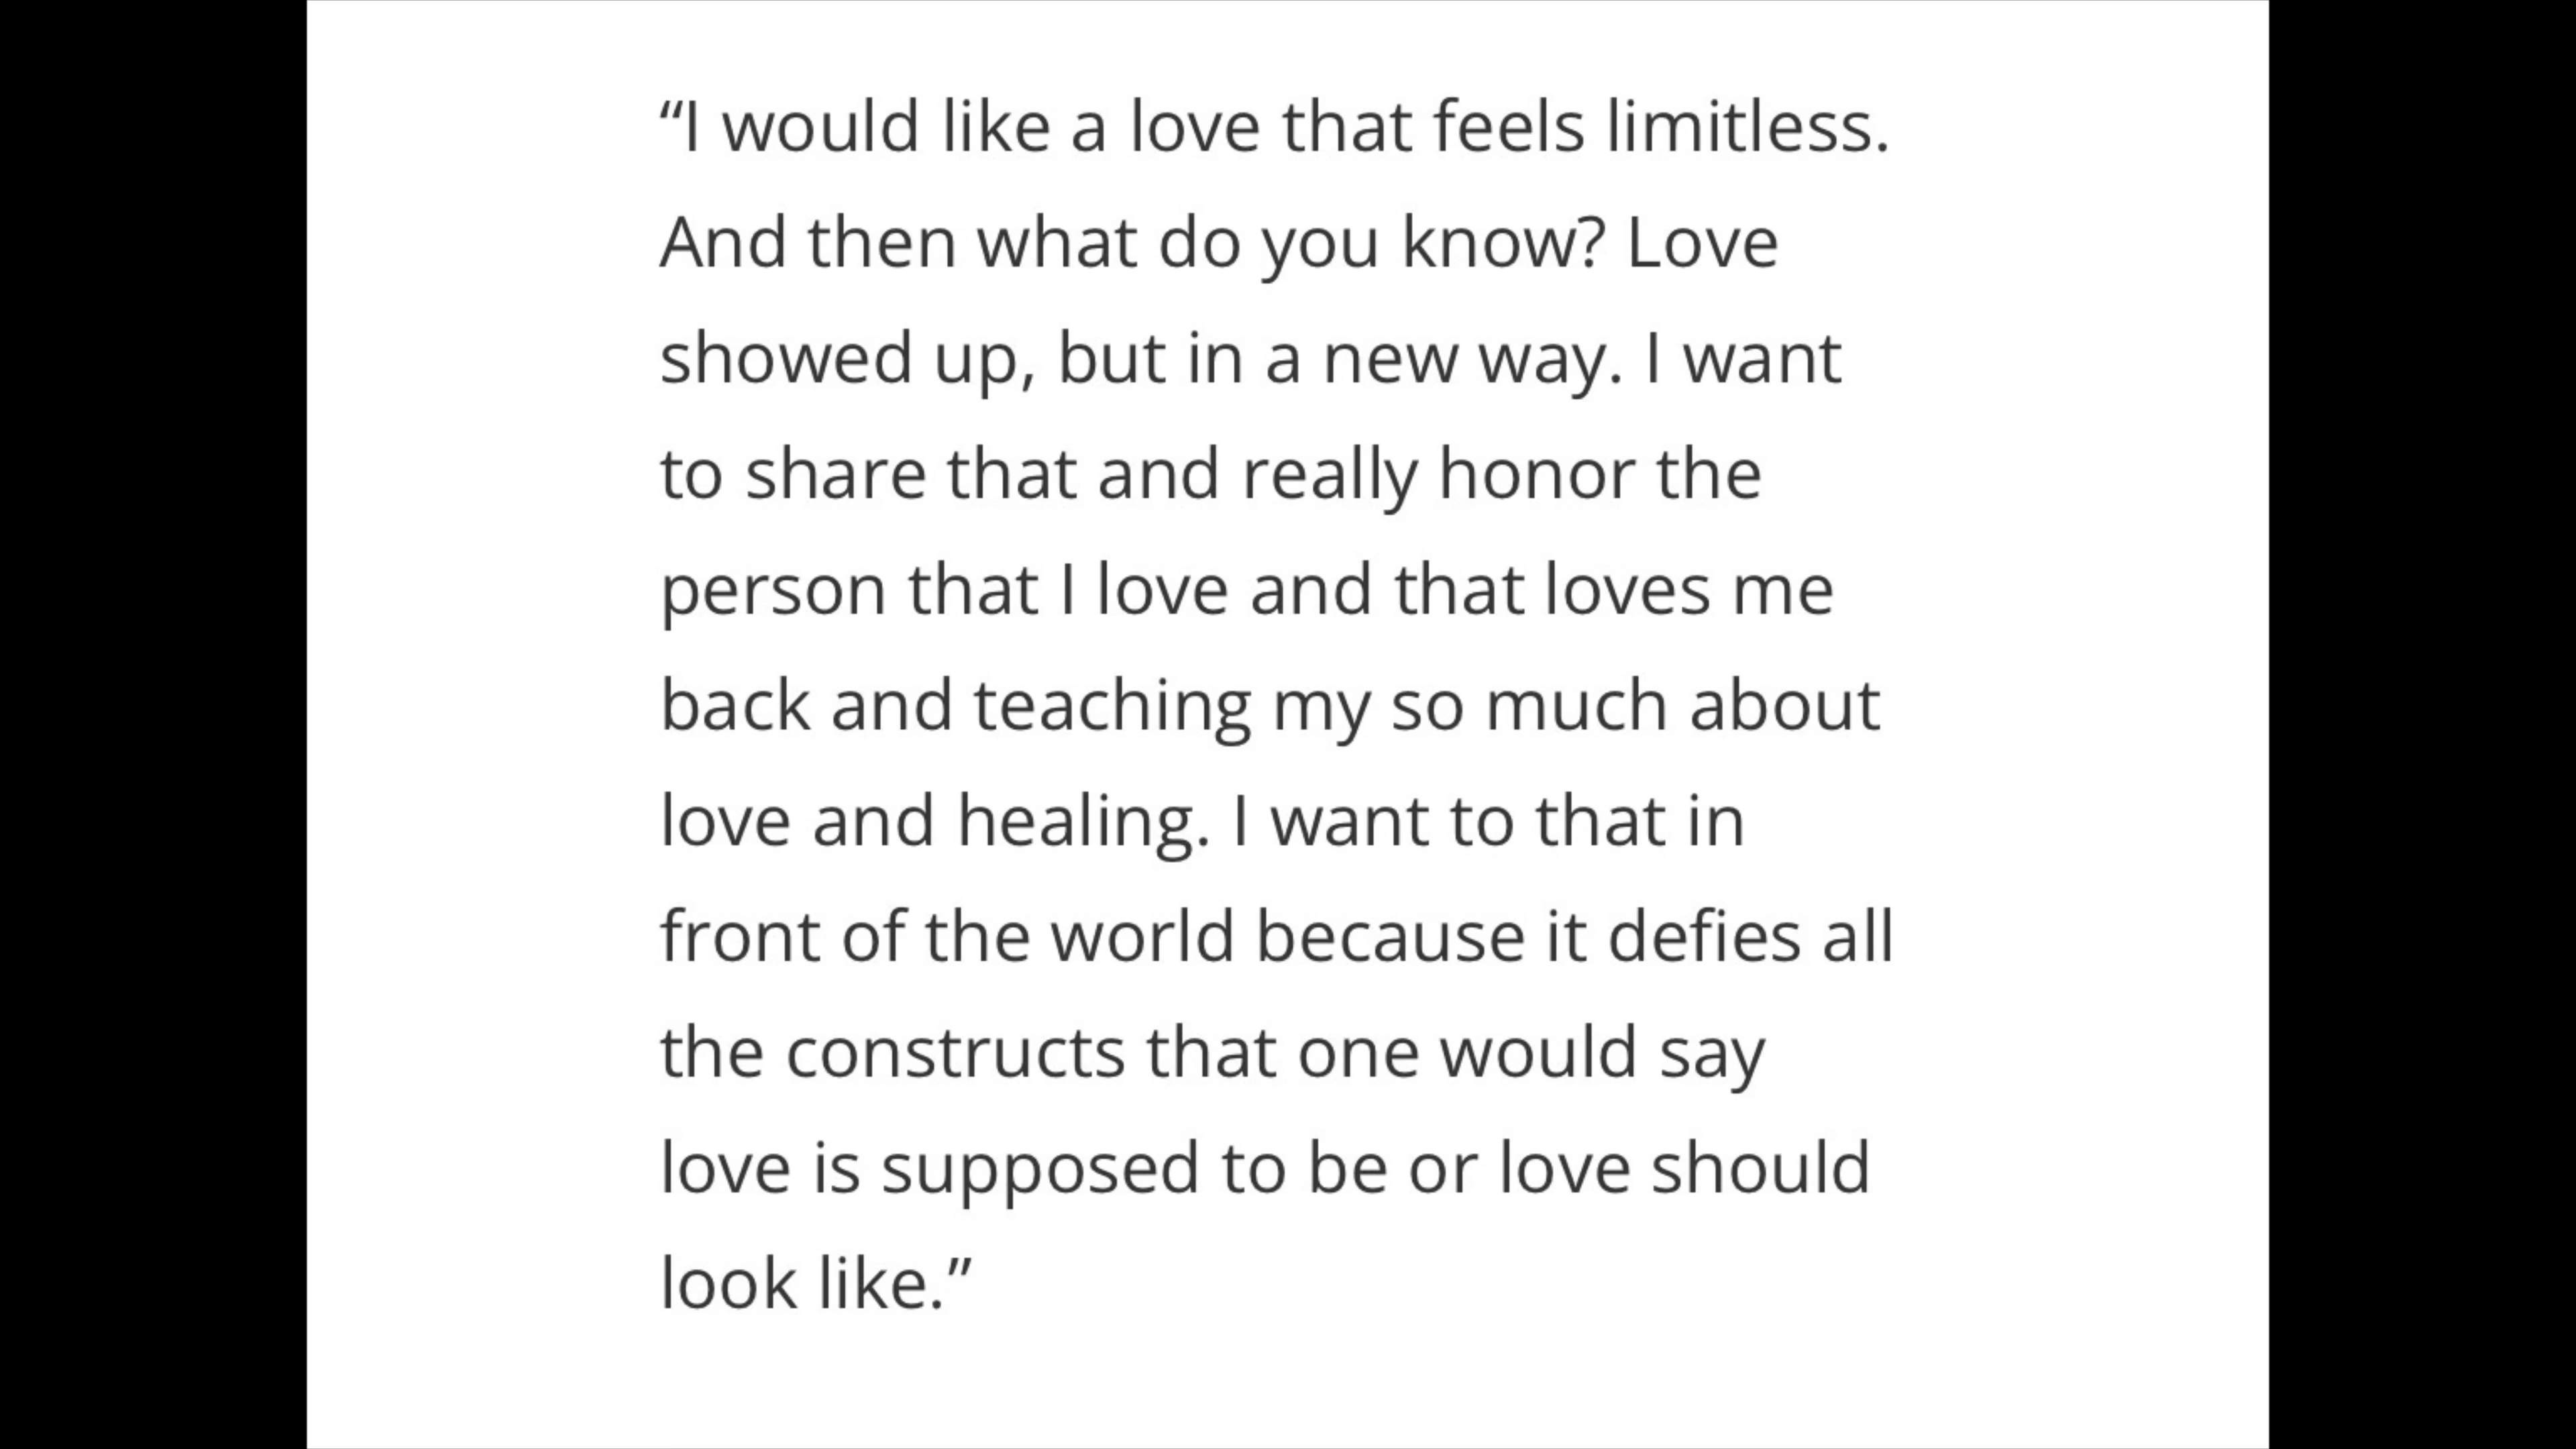 “I would like a love that feels limitless.
And then what do you know? Love
showed up, but in a new way. I want
to share that and really honor the
person that I love and that loves me
back and teaching my so much about
love and healing. I want to that in
front of the world because it defies all
the constructs that one would say
love is supposed to be or love should
look like.”